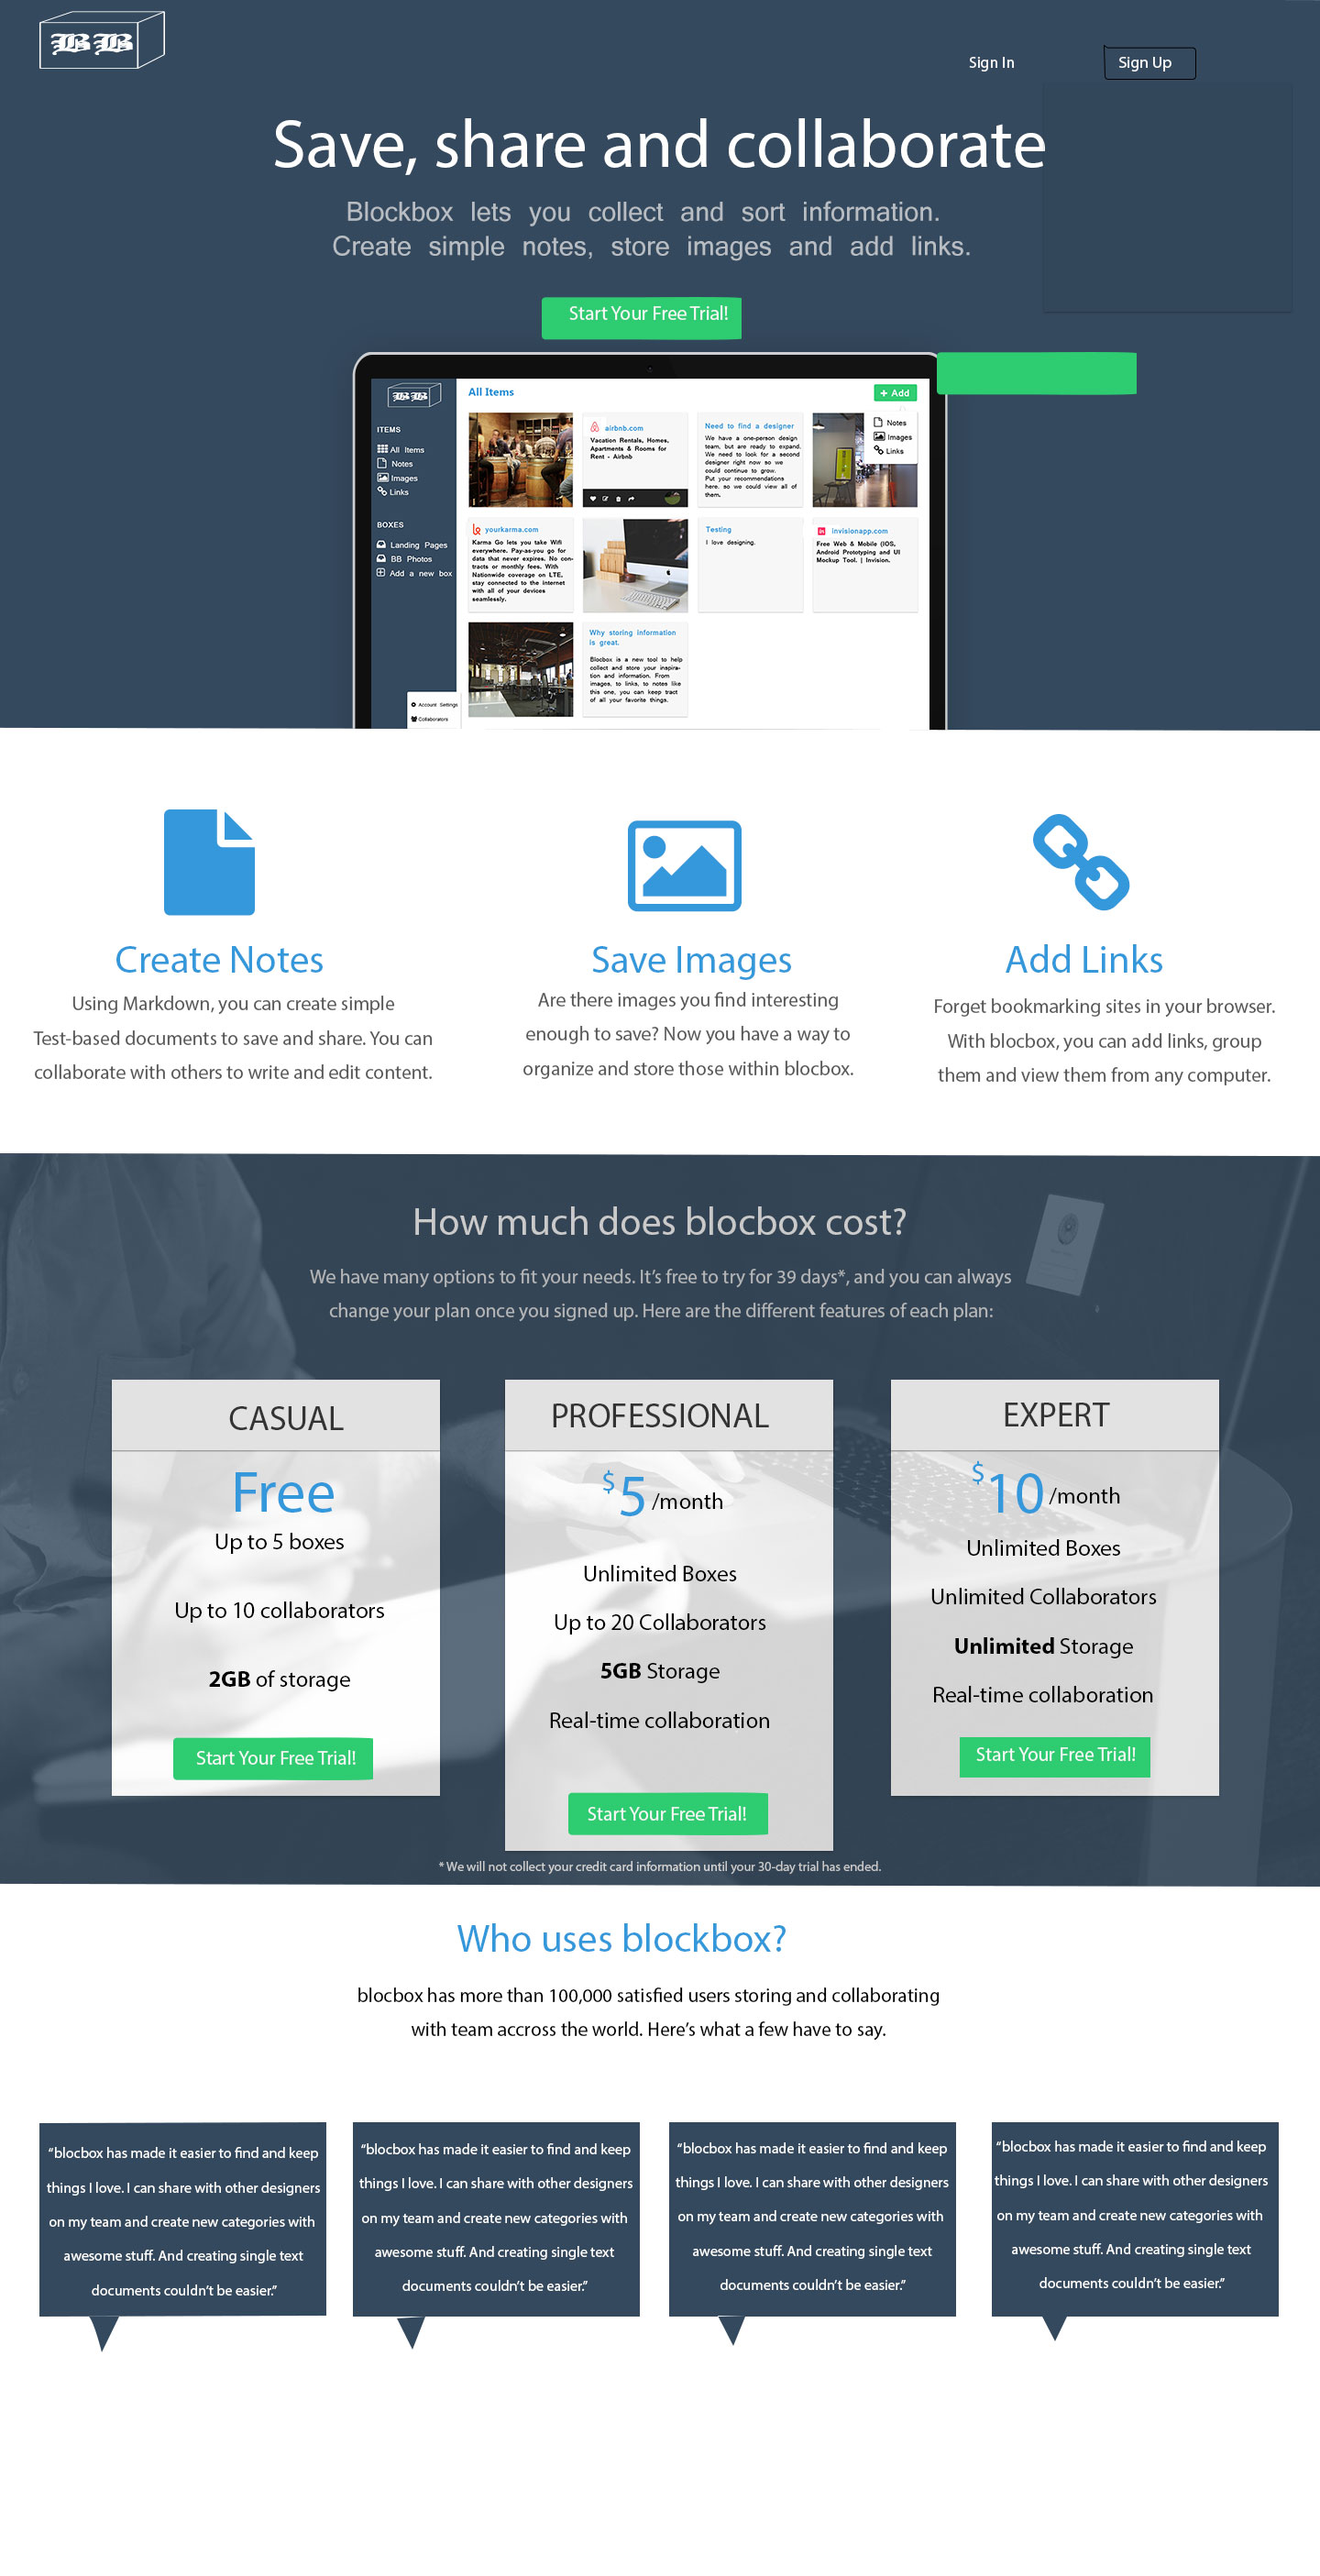 BB
Sign In
Sign Up
Save, share and collaborate
Blockbox lets you collect and sort information.
Create simple notes, store images and add links.
Start Your Free Trial!
BB
ITEMS
All Items
Notes
Images
Links
BOXES
Landing Pages
BB Photos
Add a new box
Account Settings
Collaborators
All Items
+ Add
Notes
Images
Links
airbnb.com
Vacation Rentals, Homes,
Apartments & Rooms for
Rent - Airbnb
Need to find a designer
We have a one-person design
team, but are ready to expand.
We need to look for a second
designer right now so we
could continue to grow.
Put your recommendations
here. so we could view all of
them.
yourkarma.com
Karma Go lets you take Wifi
everywhere. Pay-as-you go for
data that never expires. No con-
tracts or monthly fees. With
Nationwide coverage on LTE,
stay connected to the internet
with all of your devices
seamlessly.
Testing
I love designing.
invisionapp.com
Free Web & Mobile (IOS,
Android Prototyping and UI
Mockup Tool. | Invision.
Why storing information
is great.
Blocbox is a new tool to help
collect and store your inspira-
tion and information. From
images, to links, to notes like
this one, you can keep tract
of all your favorite things.
Create Notes
Using Markdown, you can create simple
Test-based documents to save and share. You can
collaborate with others to write and edit content.
Save Images
Are there images you find interesting
enough to save? Now you have a way to
organize and store those within blocbox.
Add Links
Forget bookmarking sites in your browser.
With blocbox, you can add links, group
them and view them from any computer.
How much does blocbox cost?
We have many options to fit your needs. It's free to try for 39 days*, and you can always
change your plan once you signed up. Here are the different features of each plan:
CASUAL
Free
Up to 5 boxes
Up to 10 collaborators
2GB of storage
Start Your Free Trial!
PROFESSIONAL
$5 /month
Unlimited Boxes
Up to 20 Collaborators
5GB Storage
Real-time collaboration
Start Your Free Trial!
EXPERT
$10 /month
Unlimited Boxes
Unlimited Collaborators
Unlimited Storage
Real-time collaboration
Start Your Free Trial!
* We will not collect your credit card information until your 30-day trial has ended.
Who uses blockbox?
blocbox has more than 100,000 satisfied users storing and collaborating
with team accross the world. Here's what a few have to say.
“blocbox has made it easier to find and keep
things I love. I can share with other designers
on my team and create new categories with
awesome stuff. And creating single text
documents couldn't be easier.”
“blocbox has made it easier to find and keep
things I love. I can share with other designers
on my team and create new categories with
awesome stuff. And creating single text
documents couldn't be easier.”
“blocbox has made it easier to find and keep
things I love. I can share with other designers
on my team and create new categories with
awesome stuff. And creating single text
documents couldn't be easier.”
“blocbox has made it easier to find and keep
things I love. I can share with other designers
on my team and create new categories with
awesome stuff. And creating single text
documents couldn't be easier.”